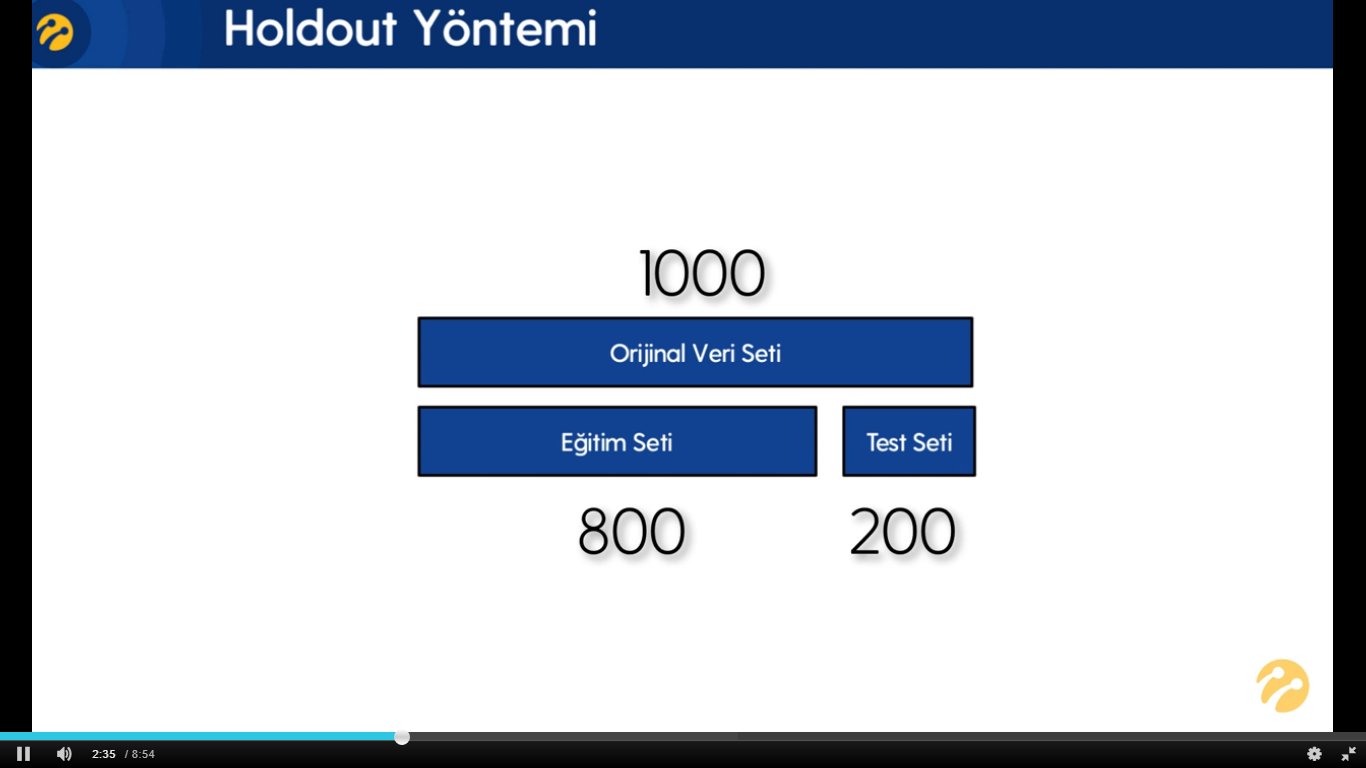 Holdout Yöntemi
1000
Orijinal Veri Seti
Eğitim Seti
Test Seti
800
200
2:35 / 8:54